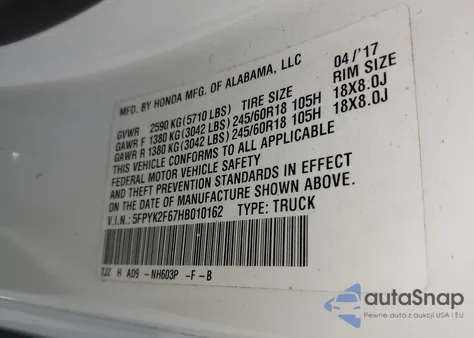 MFD. BY HONDA MFG. OF ALABAMA, LLC 04/'17
GVWR 2590 KG(5710 LBS) TIRE SIZE RIM SIZE
GAWR F 1380 KG(3042 LBS) 245/60R18 105H 18X8.0J
GAWR R 1380 KG(3042 LBS) 245/60R18 105H 18X8.0J
THIS VEHICLE CONFORMS TO ALL APPLICABLE
FEDERAL MOTOR VEHICLE SAFETY
AND THEFT PREVENTION STANDARDS IN EFFECT
ON THE DATE OF MANUFACTURE SHOWN ABOVE.
V.I.N.: 5FPYK2F67HB010162 TYPE: TRUCK
TJZ H AD9 -NH603P -F -B
autoSnap
Pewne auta z aukcji USA i EU